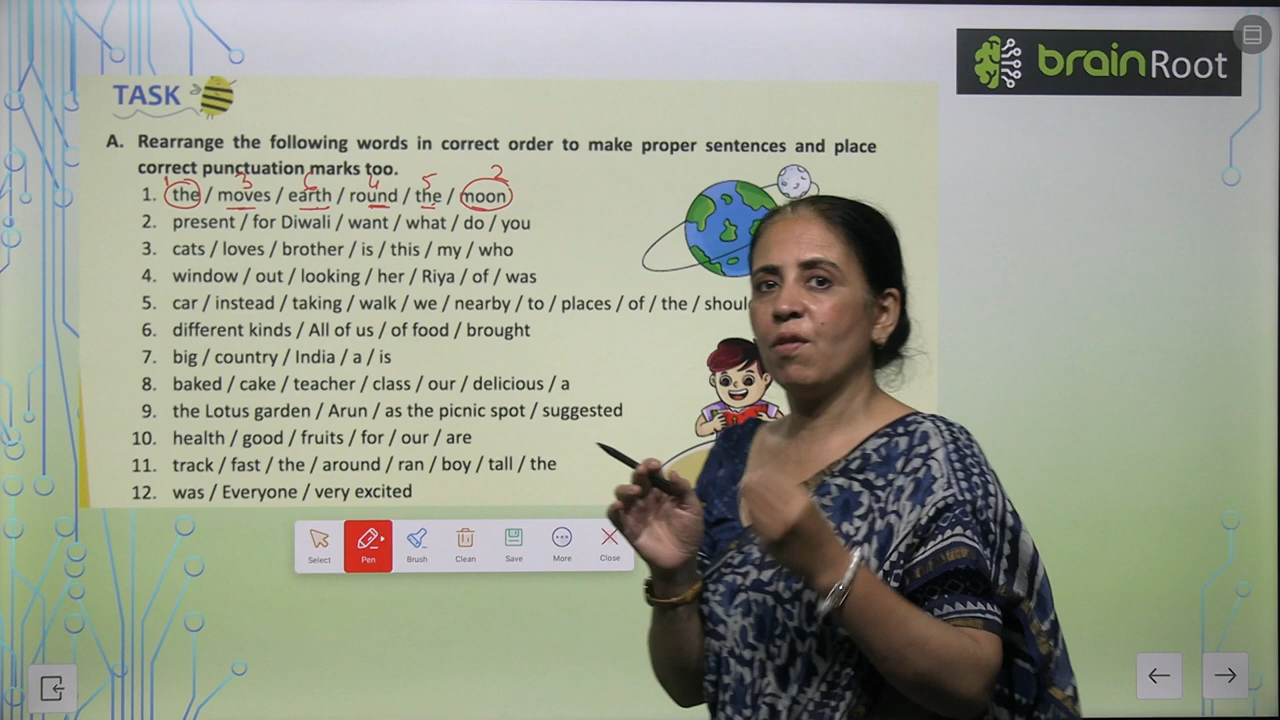 brainRoot
TASK
A. Rearrange the following words in correct order to make proper sentences and place
correct punctuation marks too.
1 3 6 4 5 2
1. the / moves / earth / round / the / moon
2. present / for Diwali / want / what / do / you
3. cats / loves / brother / is / this / my / who
4. window / out / looking / her / Riya / of / was
5. car / instead / taking / walk / we / nearby / to / places / of / the /
6. different kinds / All of us / of food / brought
7. big / country / India / a / is
8. baked / cake / teacher / class / our / delicious / a
9. the Lotus garden / Arun / as the picnic spot / suggested
10. health / good / fruits / for / our / are
11. track / fast / the / around / ran / boy / tall / the
12. was / Everyone / very excited
Select Pen Brush Clean Save More Close